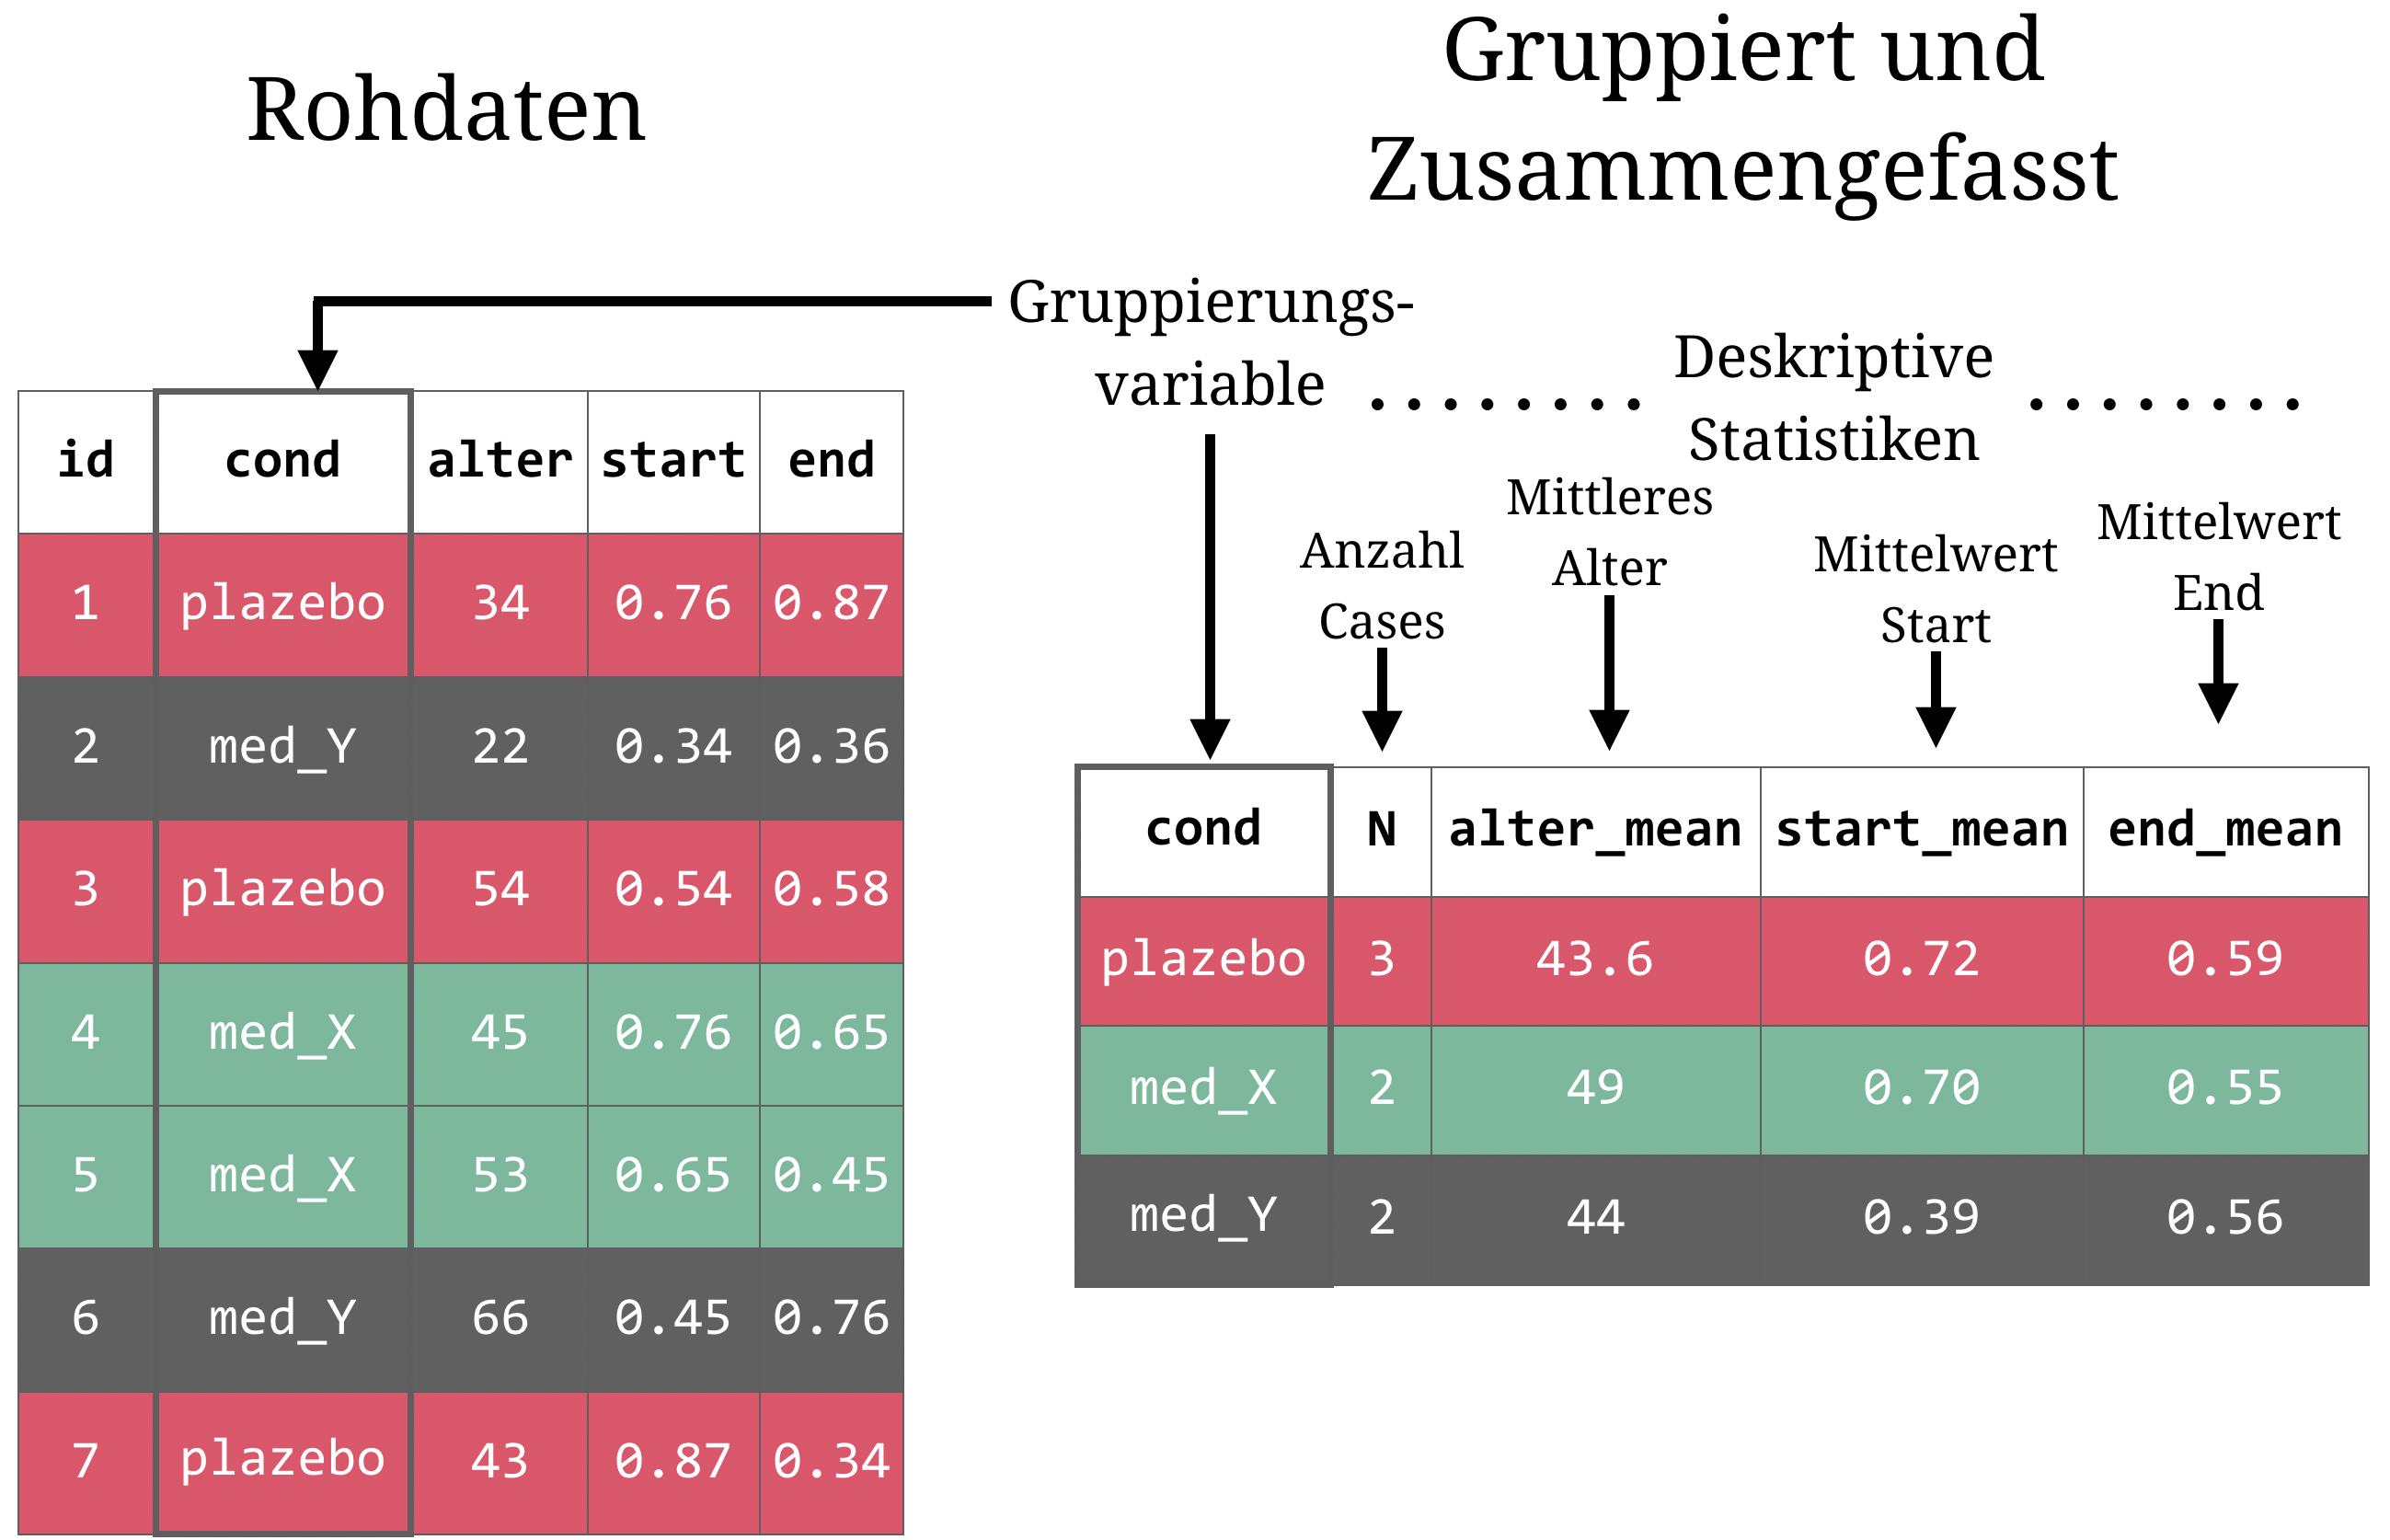 Rohdaten
Gruppiert und
Zusammengefasst
Gruppierungs-
variable
Deskriptive
Statistiken
Anzahl
Cases
Mittleres
Alter
Mittelwert
Start
Mittelwert
End
id cond alter start end
1 plazebo 34 0.76 0.87
2 med_Y 22 0.34 0.36
3 plazebo 54 0.54 0.58
4 med_X 45 0.76 0.65
5 med_X 53 0.65 0.45
6 med_Y 66 0.45 0.76
7 plazebo 43 0.87 0.34
cond N alter_mean start_mean end_mean
plazebo 3 43.6 0.72 0.59
med_X 2 49 0.70 0.55
med_Y 2 44 0.39 0.56